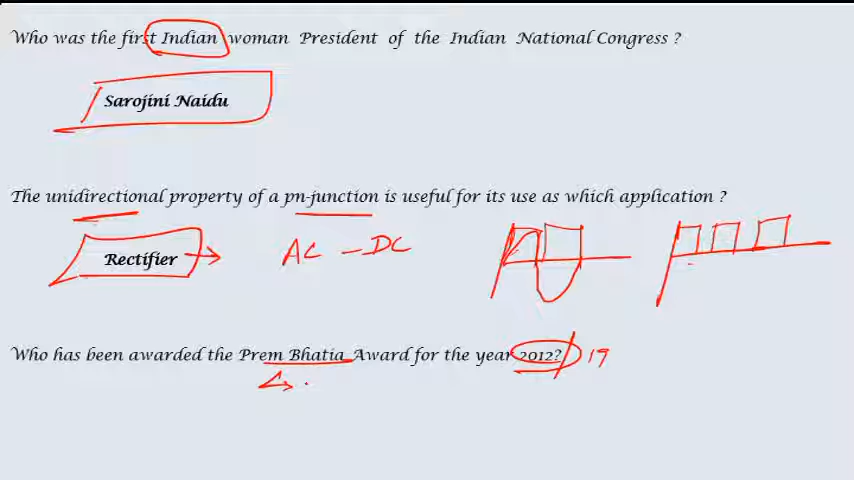 Who was the first Indian woman President of the Indian National Congress ?
Sarojini Naidu
The unidirectional property of a pn-junction is useful for its use as which application ?
Rectifier AC - DC
Who has been awarded the Prem Bhatia Award for the year 2012? 19